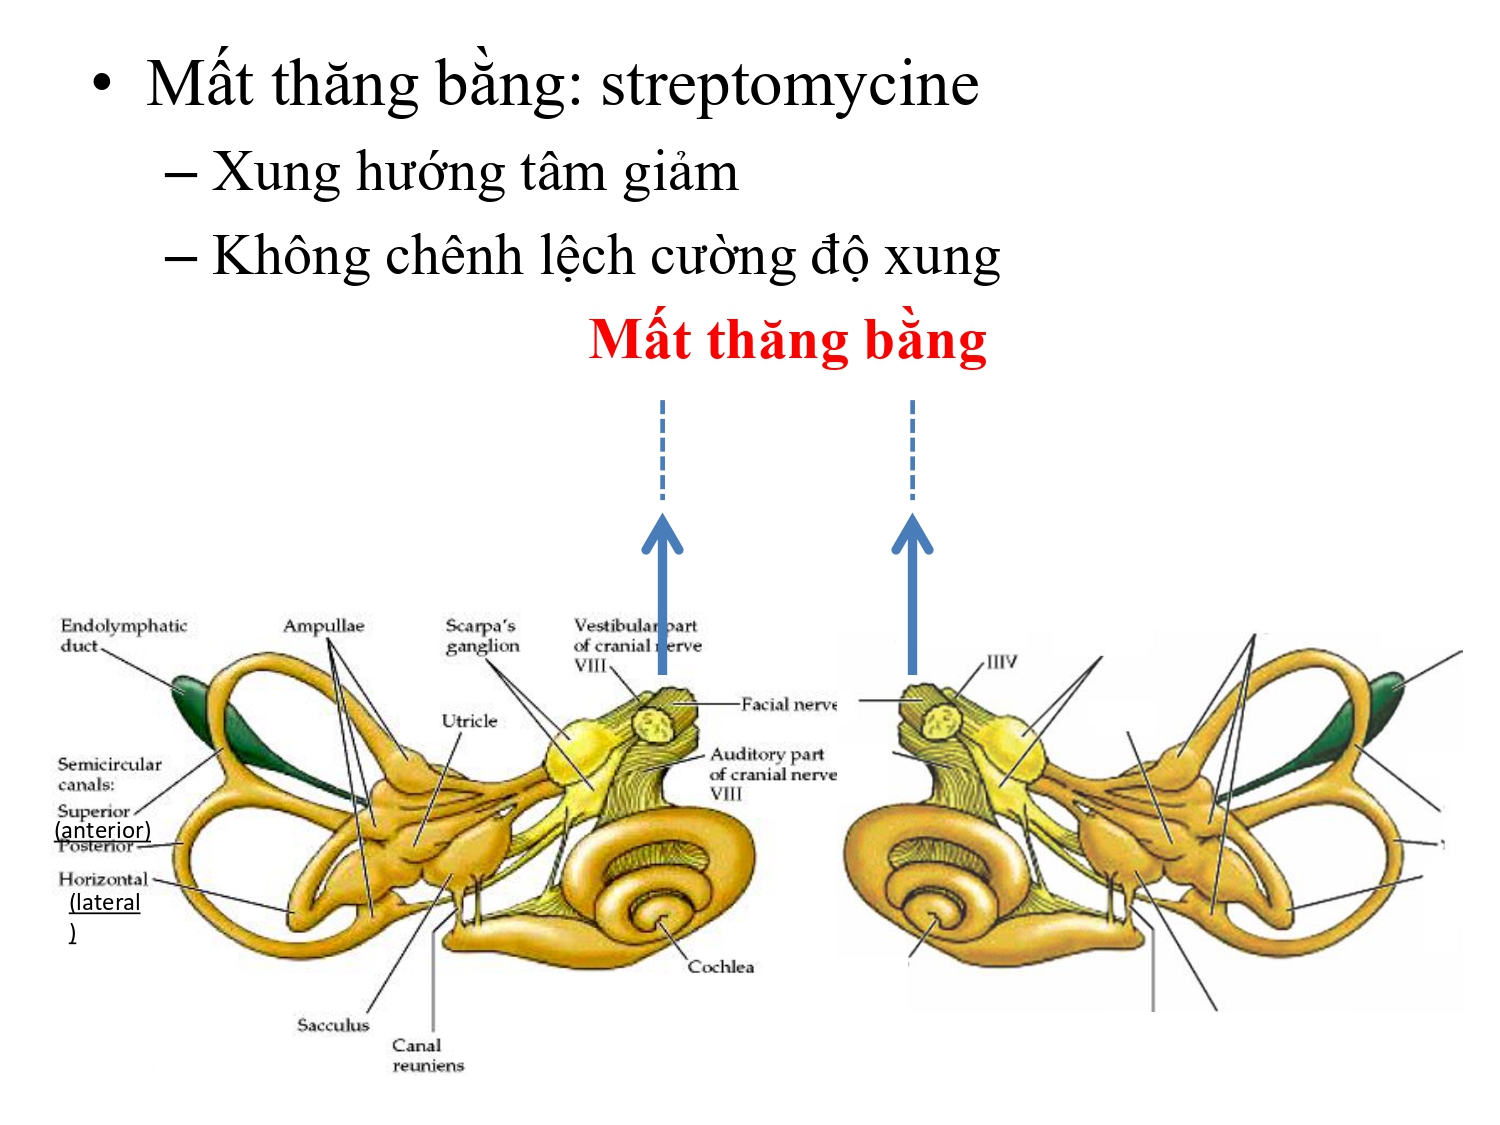 • Mất thăng bằng: streptomycine
– Xung hướng tâm giảm
– Không chênh lệch cường độ xung
Mất thăng bằng
Endolymphatic
duct
Ampullae
Scarpa's
ganglion
Vestibular part
of cranial nerve
VIII
IIIV
Utricle
Facial nerve
Semicircular
canals:
Auditory part
of cranial nerve
VIII
Superior
(anterior)
Posterior
Horizontal
(lateral
)
Cochlea
Sacculus
Canal
reuniens